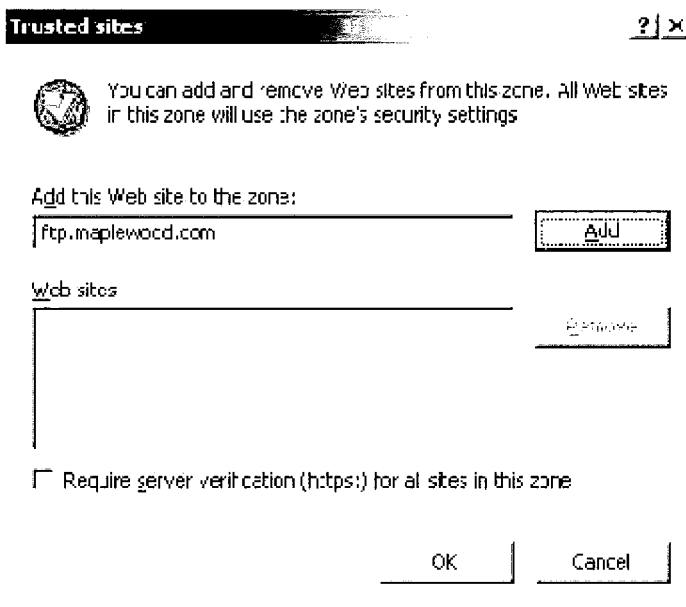 Trusted sites
You can add and remove Web sites from this zone. All Web sites
in this zone will use the zone's security settings
Add this Web site to the zone:
ftp.maplewood.com
Add
Web sites
Remove
Require server verification (https:) for all sites in this zone
OK
Cancel